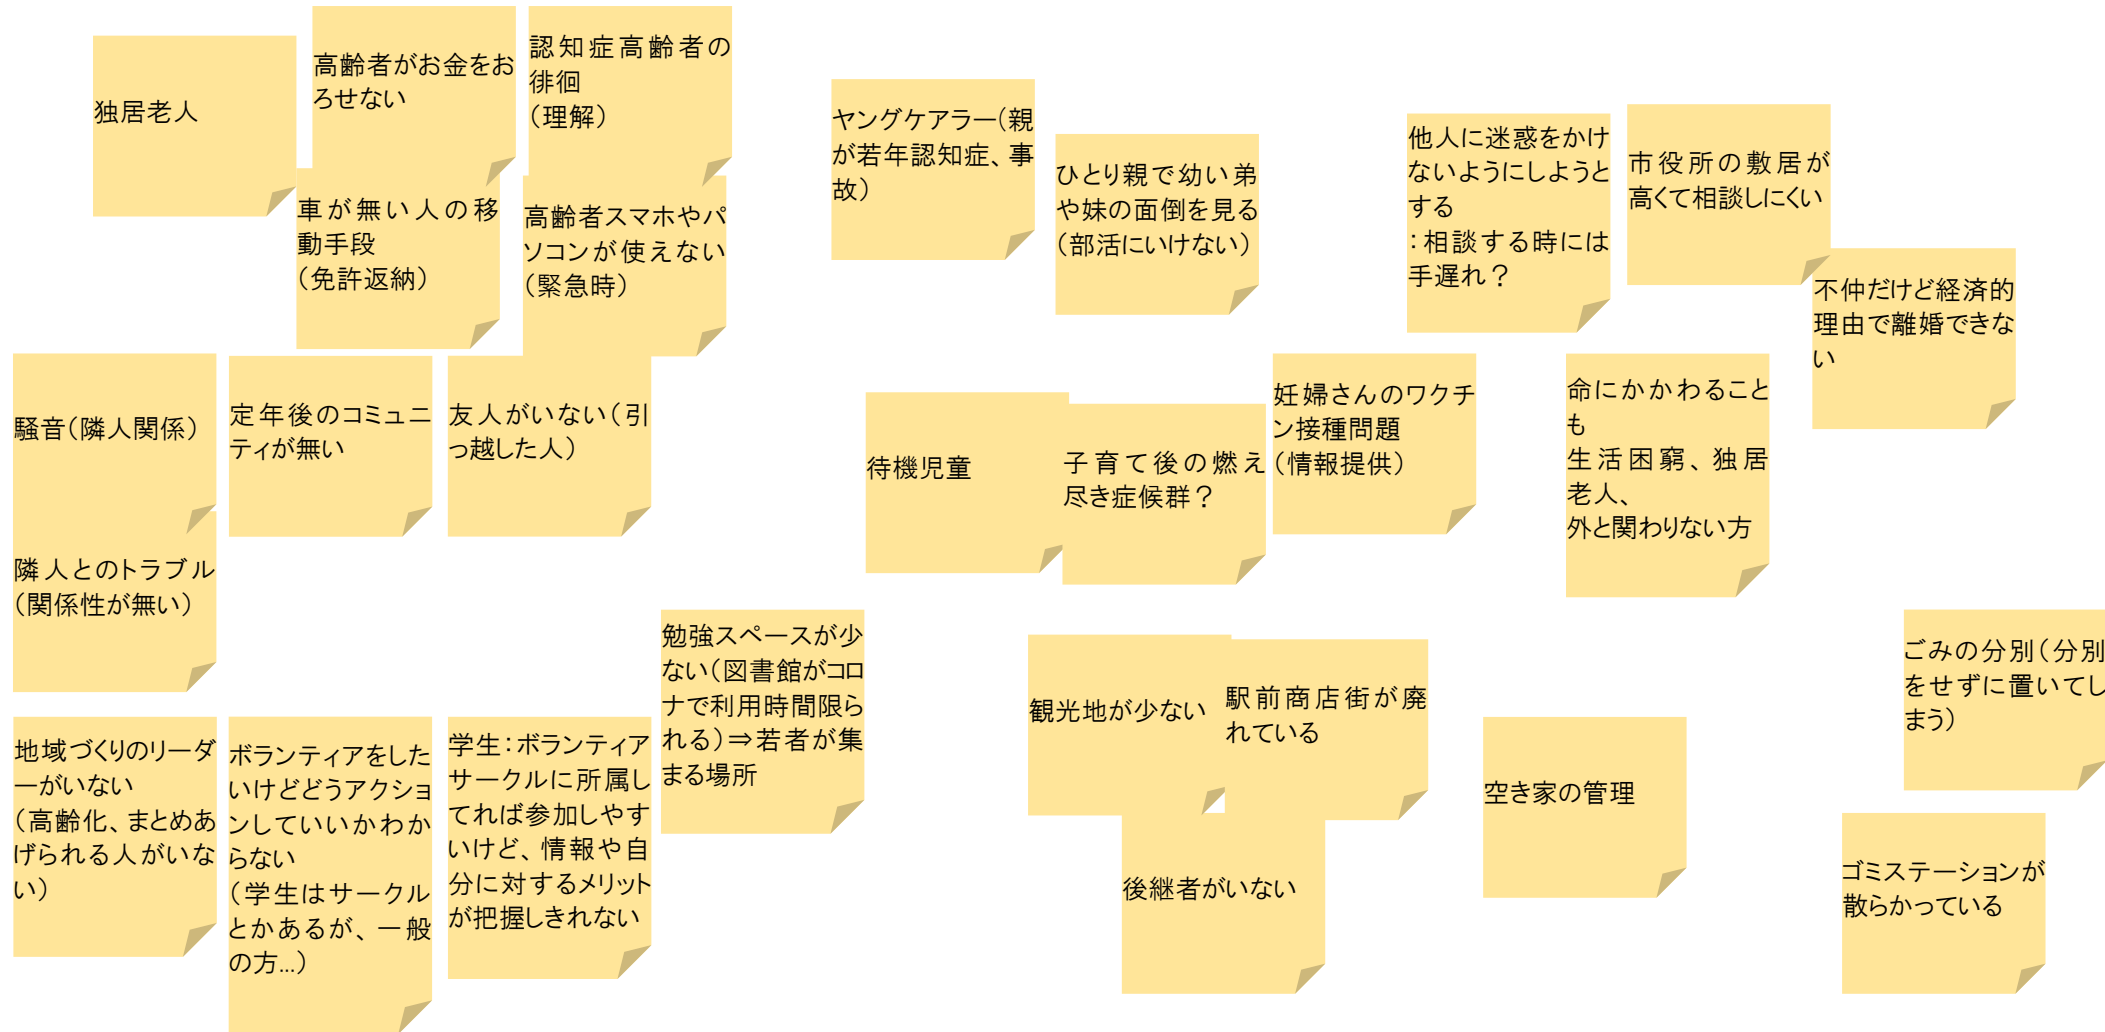 独居老人
高齢者がお金をお
ろせない
認知症高齢者の
徘徊
（理解）
車が無い人の移
動手段
（免許返納）
高齢者スマホやパ
ソコンが使えない
（緊急時）
ヤングケアラー（親
が若年認知症、事
故）
ひとり親で幼い弟
や妹の面倒を見る
（部活にいけない）
他人に迷惑をかけ
ないようにしようと
する
：相談する時には
手遅れ？
市役所の敷居が
高くて相談しにくい
不仲だけど経済的
理由で離婚できな
い
騒音（隣人関係）
定年後のコミュニ
ティが無い
友人がいない（引
っ越した人）
隣人とのトラブル
（関係性が無い）
待機児童
子育て後の燃え
尽き症候群？
妊婦さんのワクチ
ン接種問題
（情報提供）
命にかかわること
も
生活困窮、独居
老人、
外と関わりない方
勉強スペースが少
ない（図書館がコロ
ナで利用時間限ら
れる）⇒若者が集
まる場所
観光地が少ない
駅前商店街が廃
れている
後継者がいない
空き家の管理
ごみの分別（分別
をせずに置いてし
まう）
ゴミステーションが
散らかっている
地域づくりのリーダ
ーがいない
（高齢化、まとめあ
げられる人がいな
い）
ボランティアをした
いけどどうアクショ
ンしていいかわか
らない
（学生はサークル
とかあるが、一般
の方…）
学生：ボランティア
サークルに所属し
てれば参加しやす
いけど、情報や自
分に対するメリット
が把握しきれない